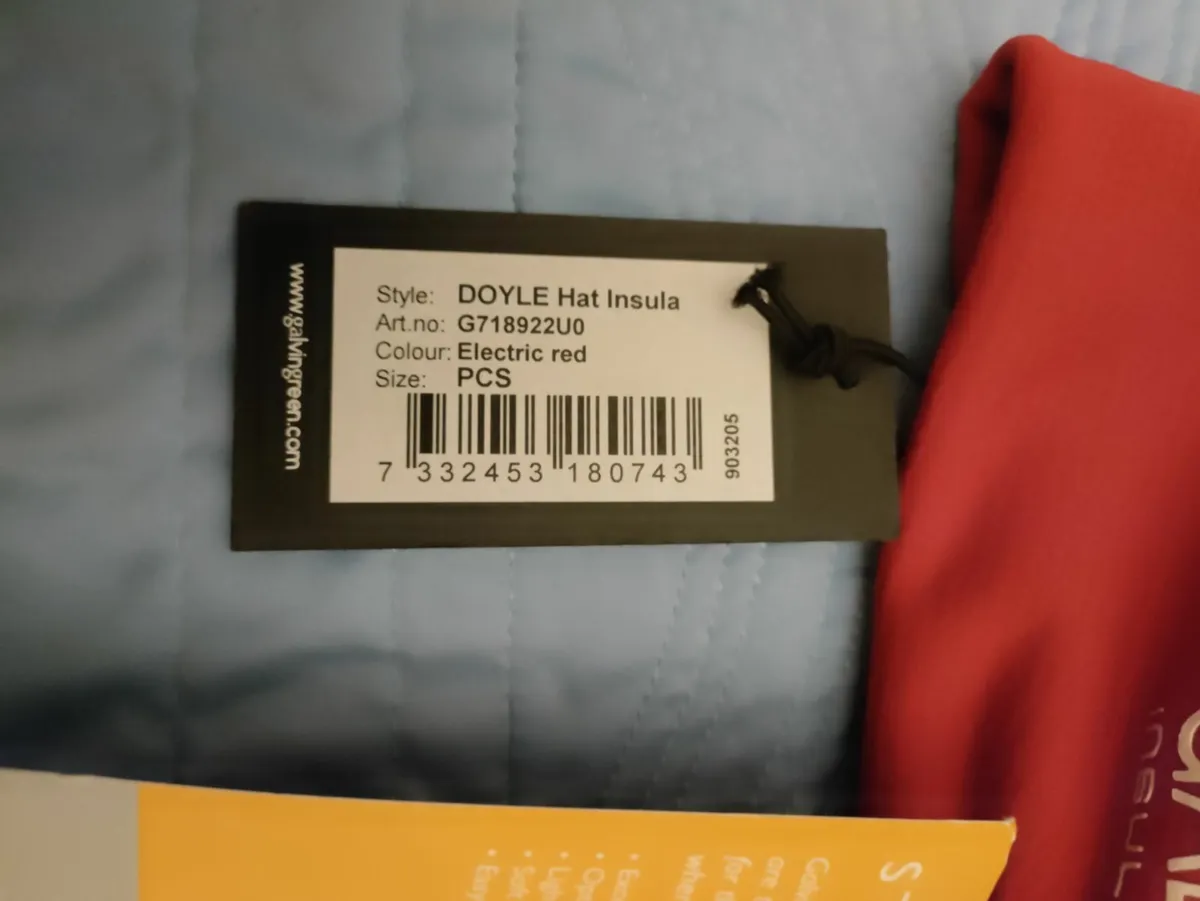 www.galvingreen.com
Style: DOYLE Hat Insula
Art.no: G718922U0
Colour: Electric red
Size: PCS
7 332453 180743
903205
INSUL